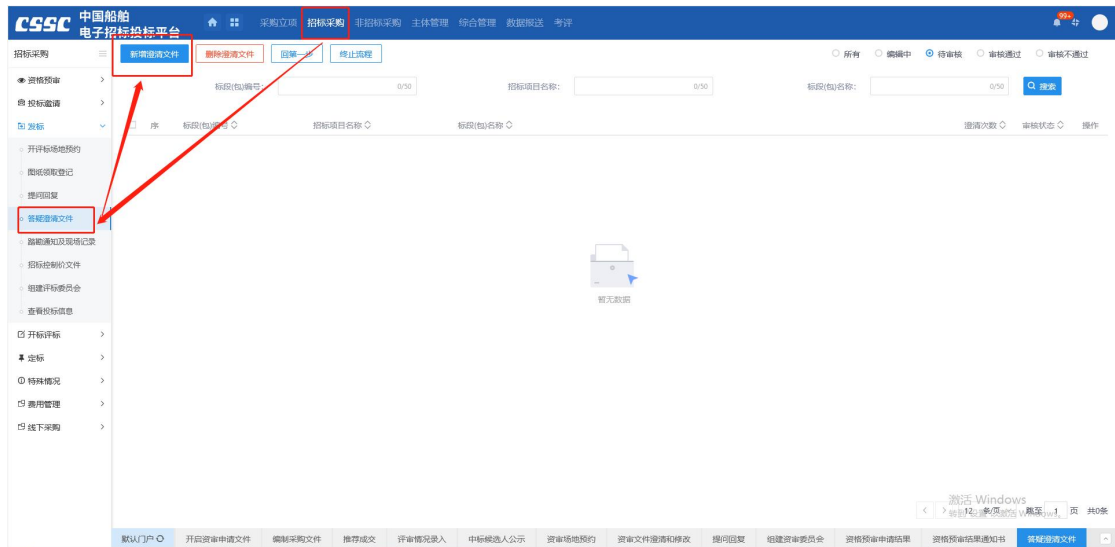 CSSC 中国船舶
电子招标投标平台
采购立项 招标采购 非招标采购 主体管理 综合管理 数据报送 考评
99+
招标采购
新增澄清文件 删除澄清文件 回第一步 终止流程
所有 编辑中 待审核 审核通过 审核不通过
资格预审
标段(包)编号: 0/50 招标项目名称: 0/50 标段(包)名称: 0/50 搜索
投标邀请
发标
序 标段(包)编号 招标项目名称 标段(包)名称 澄清次数 审核状态 操作
开评标场地预约
图纸领取登记
提问回复
答疑澄清文件
踏勘通知及现场记录
招标控制价文件
组建评标委员会
查看投标信息
暂无数据
开标评标
定标
特殊情况
费用管理
线下采购
激活 Windows
12 条/页 跳至 1 页 共0条
默认门户 开启资审申请文件 编制采购文件 推荐成交 评审情况录入 中标候选人公示 资审场地预约 资审文件澄清和修改 提问回复 组建资审委员会 资格预审申请结果 资格预审结果通知书 答疑澄清文件